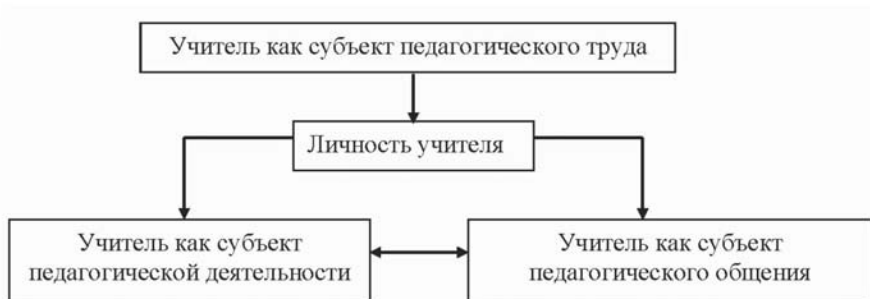 Учитель как субъект педагогического труда
Личность учителя
Учитель как субъект
педагогической деятельности
Учитель как субъект
педагогического общения